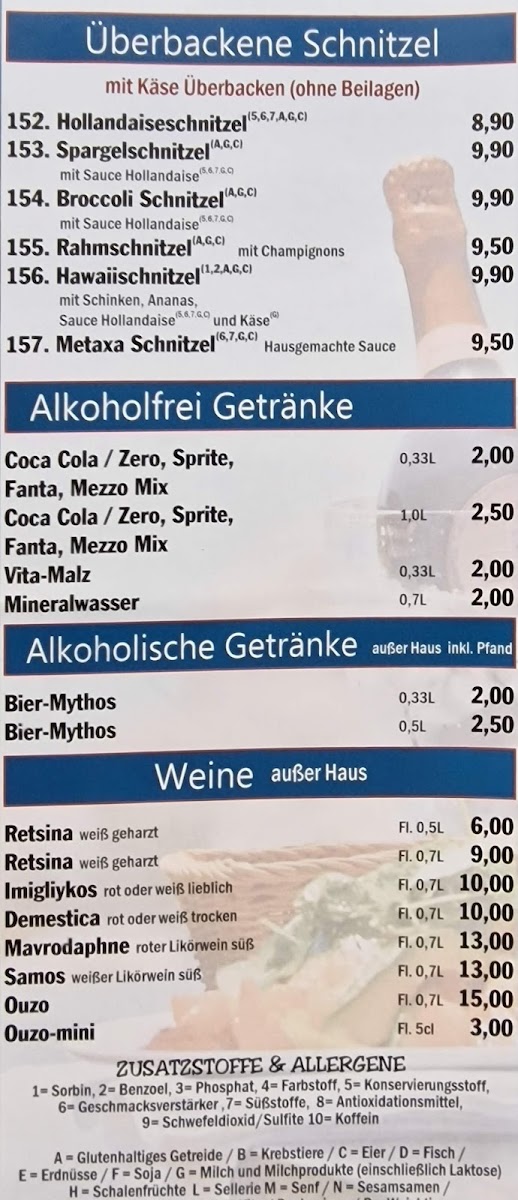 Überbackene Schnitzel
mit Käse Überbacken (ohne Beilagen)
152. Hollandaiseschnitzel(5,6,7,A,G,C) 8,90
153. Spargelschnitzel(A,G,C) 9,90
mit Sauce Hollandaise(5,6,7,G,C)
154. Broccoli Schnitzel(A,G,C) 9,90
mit Sauce Hollandaise(5,6,7,G,C)
155. Rahmschnitzel(A,G,C) mit Champignons 9,50
156. Hawaiischnitzel(1,2,A,G,C) 9,90
mit Schinken, Ananas,
Sauce Hollandaise(5,6,7,G,C) und Käse(G)
157. Metaxa Schnitzel(6,7,G,C) Hausgemachte Sauce 9,50
Alkoholfrei Getränke
Coca Cola / Zero, Sprite, 0,33L 2,00
Fanta, Mezzo Mix
Coca Cola / Zero, Sprite, 1,0L 2,50
Fanta, Mezzo Mix
Vita-Malz 0,33L 2,00
Mineralwasser 0,7L 2,00
Alkoholische Getränke außer Haus inkl. Pfand
Bier-Mythos 0,33L 2,00
Bier-Mythos 0,5L 2,50
Weine außer Haus
Retsina weiß geharzt Fl. 0,5L 6,00
Retsina weiß geharzt Fl. 0,7L 9,00
Imigliykos rot oder weiß lieblich Fl. 0,7L 10,00
Demestica rot oder weiß trocken Fl. 0,7L 10,00
Mavrodaphne roter Likörwein süß Fl. 0,7L 13,00
Samos weißer Likörwein süß Fl. 0,7L 13,00
Ouzo Fl. 0,7L 15,00
Ouzo-mini Fl. 5cl 3,00
ZUSATZSTOFFE & ALLERGENE
1= Sorbin, 2= Benzoel, 3= Phosphat, 4= Farbstoff, 5= Konservierungsstoff,
6= Geschmacksverstärker ,7= Süßstoffe, 8= Antioxidationsmittel,
9= Schwefeldioxid/Sulfite 10= Koffein
A = Glutenhaltiges Getreide / B = Krebstiere / C = Eier / D = Fisch /
E = Erdnüsse / F = Soja / G = Milch und Milchprodukte (einschließlich Laktose)
H = Schalenfrüchte L = Sellerie M = Senf / N = Sesamsamen /